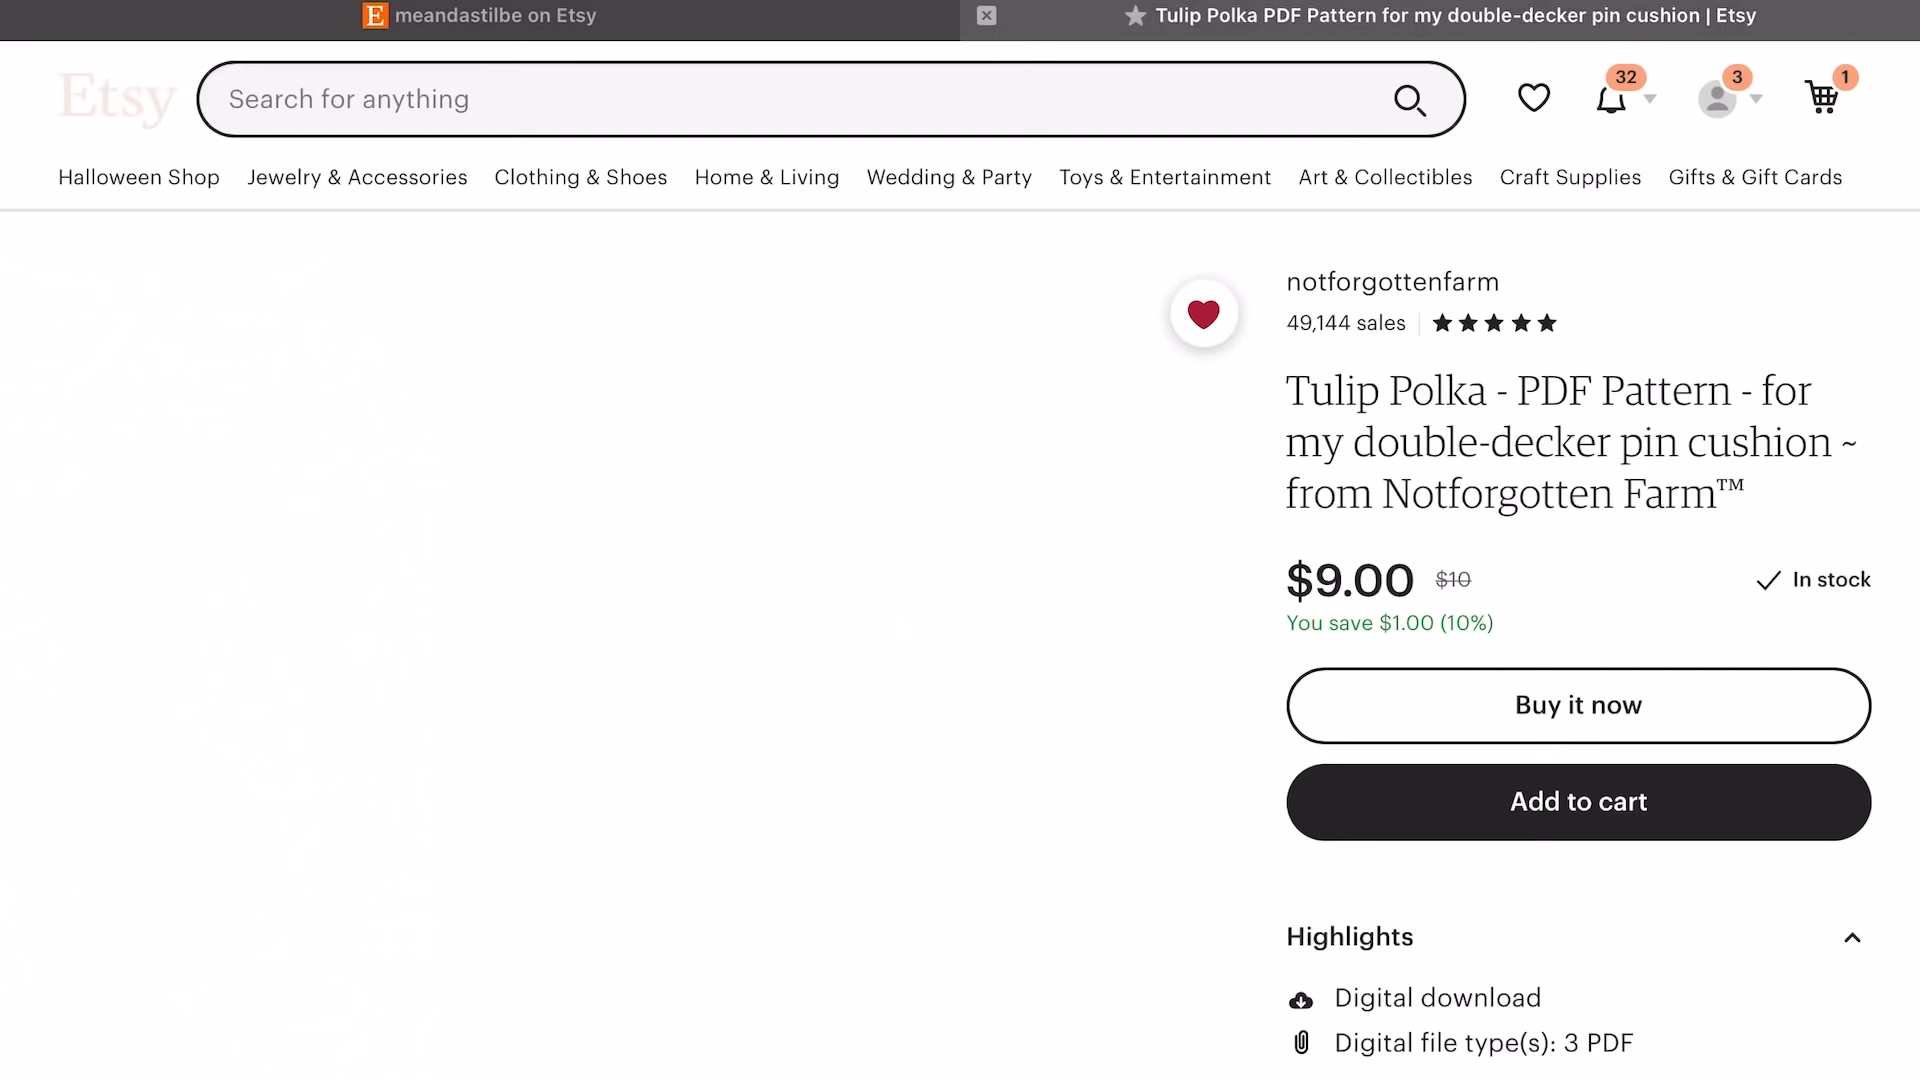 meandastilbe on Etsy
Tulip Polka PDF Pattern for my double-decker pin cushion | Etsy
Etsy
Search for anything
32
3
1
Halloween Shop
Jewelry & Accessories
Clothing & Shoes
Home & Living
Wedding & Party
Toys & Entertainment
Art & Collectibles
Craft Supplies
Gifts & Gift Cards
notforgottenfarm
49,144 sales
Tulip Polka - PDF Pattern - for
my double-decker pin cushion ~
from Notforgotten Farm™
$9.00 $10
In stock
You save $1.00 (10%)
Buy it now
Add to cart
Highlights
Digital download
Digital file type(s): 3 PDF